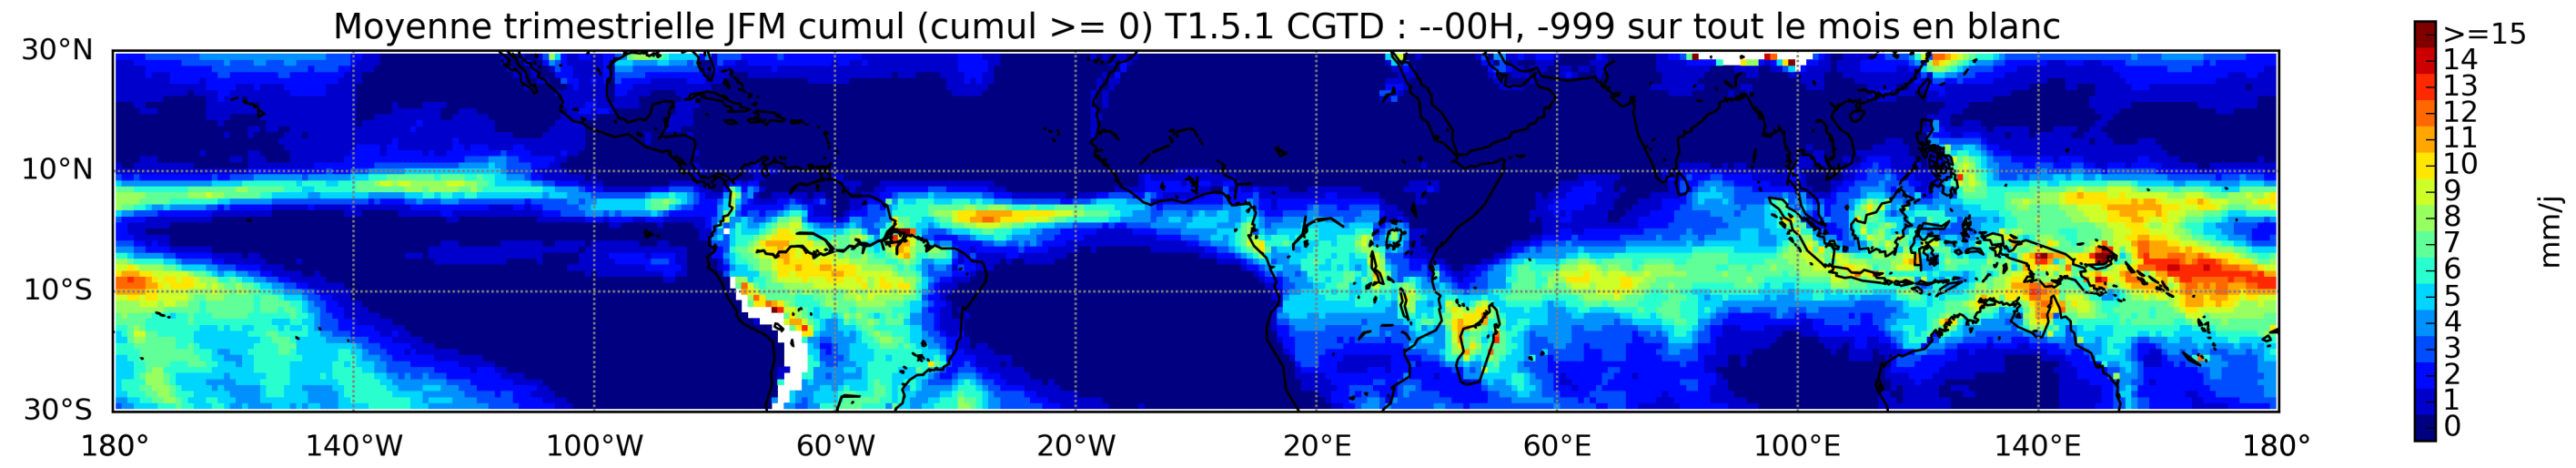 Moyenne trimestrielle JFM cumul (cumul >= 0) T1.5.1 CGTD : --00H, -999 sur tout le mois en blanc
30°N
10°N
10°S
30°S
180° 140°W 100°W 60°W 20°W 20°E 60°E 100°E 140°E 180°
>=15
14
13
12
11
10
9
8
7
6
5
4
3
2
1
0
mm/j